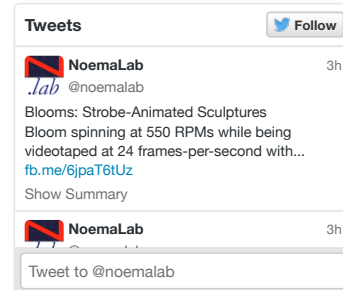 Tweets
Follow
NoemaLab
3h
.lab @noemalab
Blooms: Strobe-Animated Sculptures
Bloom spinning at 550 RPMs while being
videotaped at 24 frames-per-second with...
fb.me/6jpaT6tUz
Show Summary
NoemaLab
3h
Tweet to @noemalab